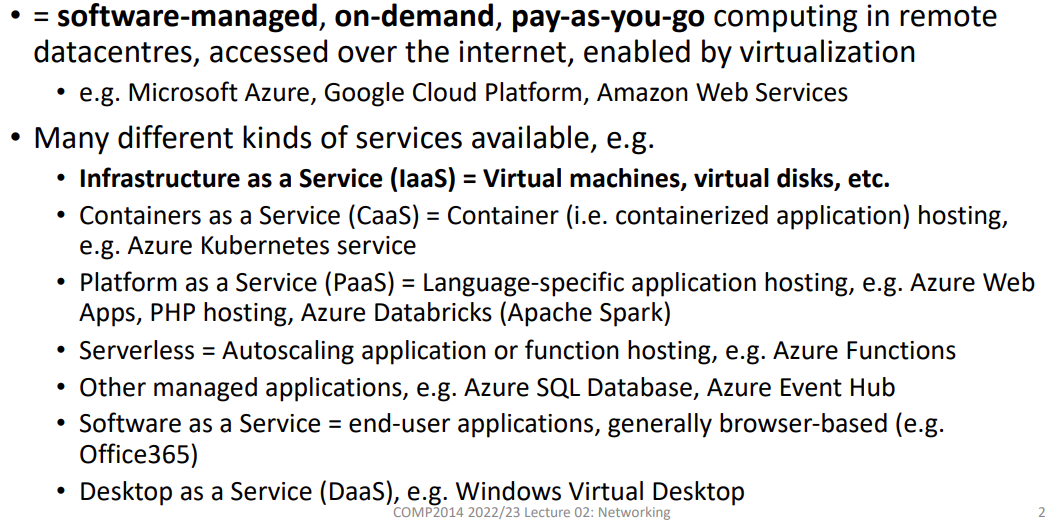 • = software-managed, on-demand, pay-as-you-go computing in remote
datacentres, accessed over the internet, enabled by virtualization
• e.g. Microsoft Azure, Google Cloud Platform, Amazon Web Services
• Many different kinds of services available, e.g.
• Infrastructure as a Service (IaaS) = Virtual machines, virtual disks, etc.
• Containers as a Service (CaaS) = Container (i.e. containerized application) hosting,
e.g. Azure Kubernetes service
• Platform as a Service (PaaS) = Language-specific application hosting, e.g. Azure Web
Apps, PHP hosting, Azure Databricks (Apache Spark)
• Serverless = Autoscaling application or function hosting, e.g. Azure Functions
• Other managed applications, e.g. Azure SQL Database, Azure Event Hub
• Software as a Service = end-user applications, generally browser-based (e.g.
Office365)
• Desktop as a Service (DaaS), e.g. Windows Virtual Desktop
COMP2014 2022/23 Lecture 02: Networking
2